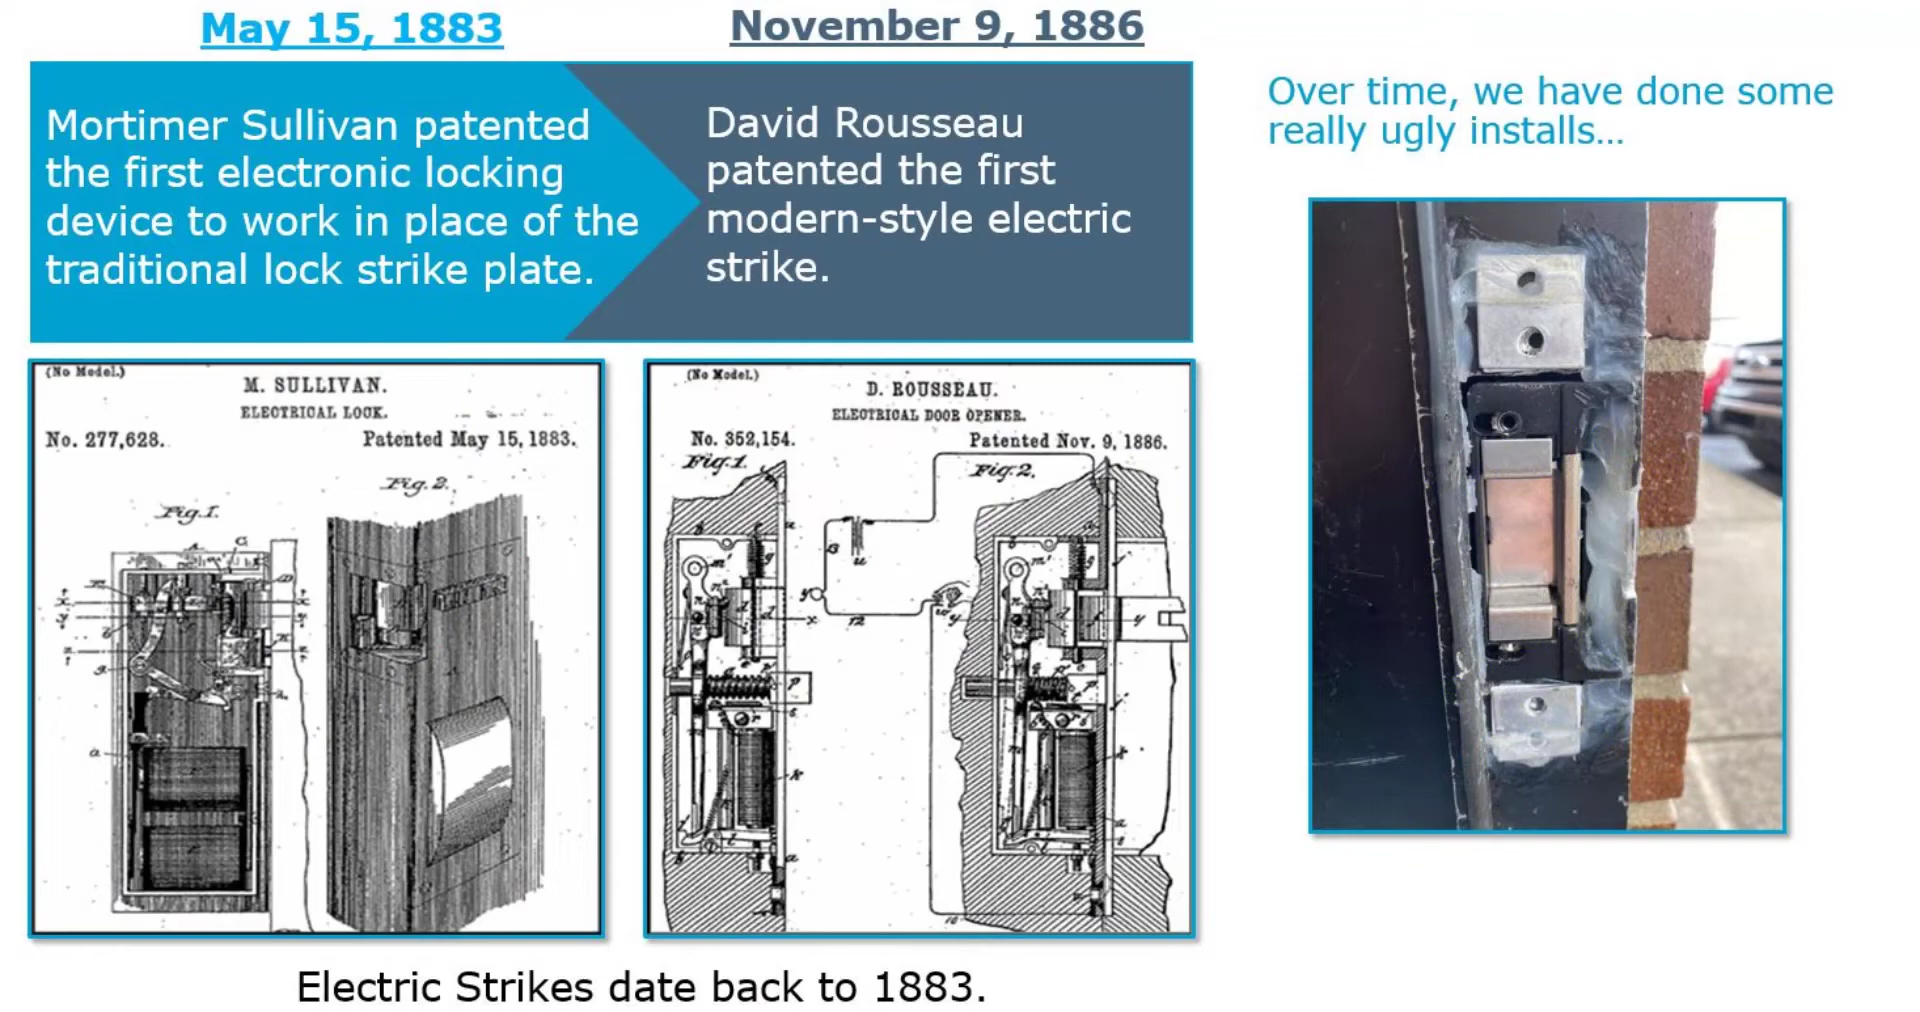 May 15, 1883
November 9, 1886
Mortimer Sullivan patented
the first electronic locking
device to work in place of the
traditional lock strike plate.
David Rousseau
patented the first
modern-style electric
strike.
Over time, we have done some
really ugly installs...
(No Model.)
M. SULLIVAN.
ELECTRICAL LOCK.
No. 277,628.
Patented May 15, 1883.
Fig. 1.
Fig. 2.
(No Model.)
D. ROUSSEAU.
ELECTRICAL DOOR OPENER.
No. 352,154.
Patented Nov. 9, 1886.
Fig. 1.
Fig. 2.
Electric Strikes date back to 1883.